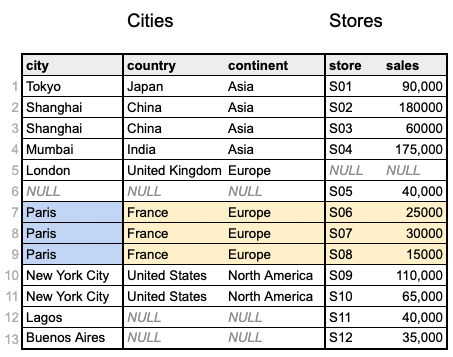 Cities Stores
city country continent store sales
1 Tokyo Japan Asia S01 90,000
2 Shanghai China Asia S02 180000
3 Shanghai China Asia S03 60000
4 Mumbai India Asia S04 175,000
5 London United Kingdom Europe NULL NULL
6 NULL NULL NULL S05 40,000
7 Paris France Europe S06 25000
8 Paris France Europe S07 30000
9 Paris France Europe S08 15000
10 New York City United States North America S09 110,000
11 New York City United States North America S10 65,000
12 Lagos NULL NULL S11 40,000
13 Buenos Aires NULL NULL S12 35,000